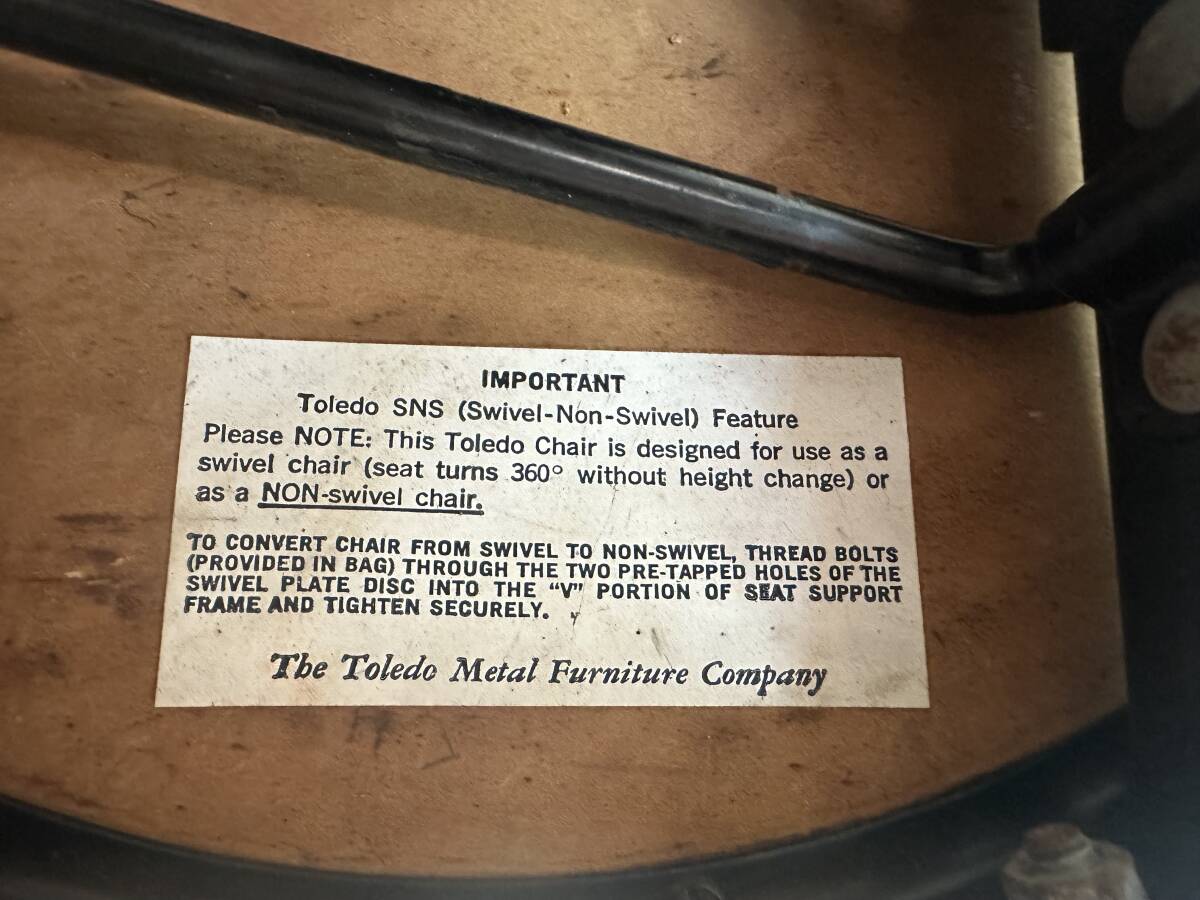 IMPORTANT
Toledo SNS (Swivel-Non-Swivel) Feature
Please NOTE: This Toledo Chair is designed for use as a
swivel chair (seat turns 360° without height change) or
as a NON-swivel chair.
TO CONVERT CHAIR FROM SWIVEL TO NON-SWIVEL, THREAD BOLTS
(PROVIDED IN BAG) THROUGH THE TWO PRE-TAPPED HOLES OF THE
SWIVEL PLATE DISC INTO THE “V” PORTION OF SEAT SUPPORT
FRAME AND TIGHTEN SECURELY.
The Toledo Metal Furniture Company